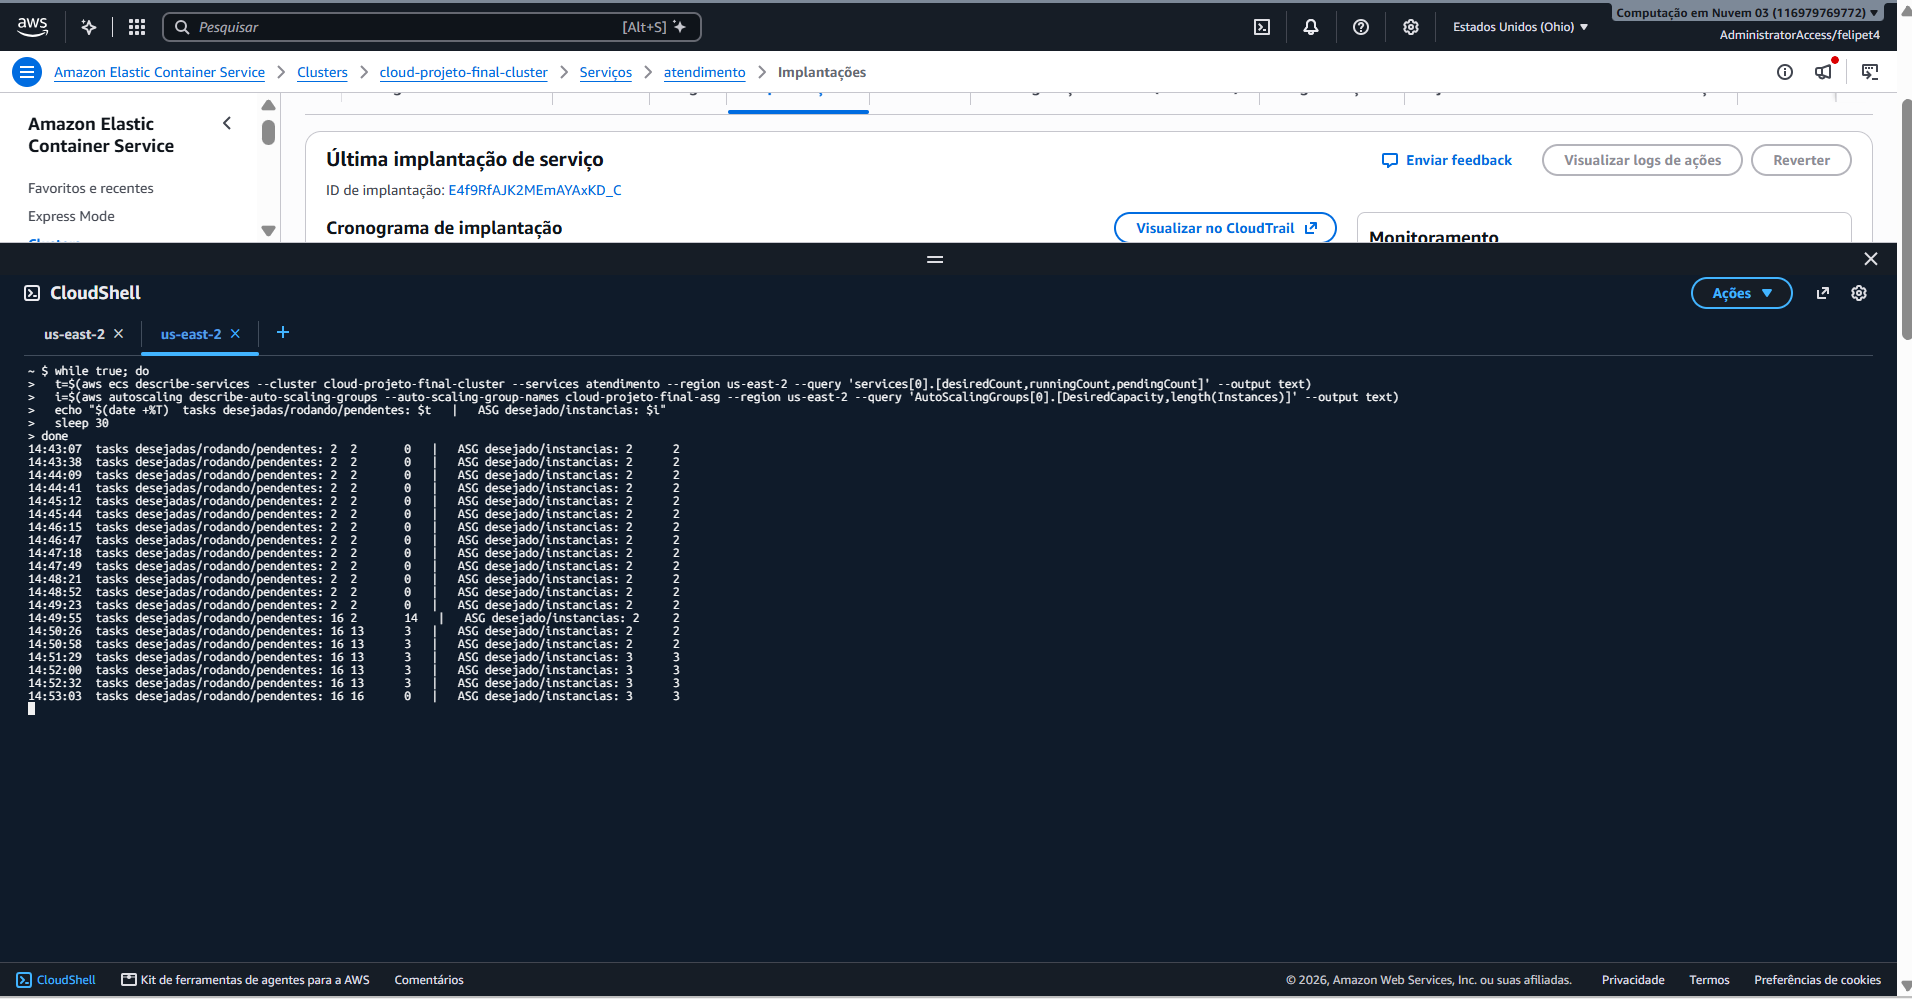 aws
Pesquisar
[Alt+S]
Estados Unidos (Ohio)
Computação em Nuvem 03 (116979769772)
AdministratorAccess/felipet4
Amazon Elastic Container Service
Clusters
cloud-projeto-final-cluster
Serviços
atendimento
Implantações
Amazon Elastic
Container Service
Favoritos e recentes
Express Mode
Clusters
Última implantação de serviço
Enviar feedback
Visualizar logs de ações
Reverter
ID de implantação: E4f9RfAJK2MEmAYAxKD_C
Cronograma de implantação
Visualizar no CloudTrail
Monitoramento
CloudShell
Ações
us-east-2
us-east-2
~ $ while true; do
>   t=$(aws ecs describe-services --cluster cloud-projeto-final-cluster --services atendimento --region us-east-2 --query 'services[0].[desiredCount,runningCount,pendingCount]' --output text)
>   i=$(aws autoscaling describe-auto-scaling-groups --auto-scaling-group-names cloud-projeto-final-asg --region us-east-2 --query 'AutoScalingGroups[0].[DesiredCapacity,length(Instances)]' --output text)
>   echo "$(date +%T)  tasks desejadas/rodando/pendentes: $t   |   ASG desejado/instancias: $i"
>   sleep 30
> done
14:43:07  tasks desejadas/rodando/pendentes: 2  2       0   |   ASG desejado/instancias: 2      2
14:43:38  tasks desejadas/rodando/pendentes: 2  2       0   |   ASG desejado/instancias: 2      2
14:44:09  tasks desejadas/rodando/pendentes: 2  2       0   |   ASG desejado/instancias: 2      2
14:44:41  tasks desejadas/rodando/pendentes: 2  2       0   |   ASG desejado/instancias: 2      2
14:45:12  tasks desejadas/rodando/pendentes: 2  2       0   |   ASG desejado/instancias: 2      2
14:45:44  tasks desejadas/rodando/pendentes: 2  2       0   |   ASG desejado/instancias: 2      2
14:46:15  tasks desejadas/rodando/pendentes: 2  2       0   |   ASG desejado/instancias: 2      2
14:46:47  tasks desejadas/rodando/pendentes: 2  2       0   |   ASG desejado/instancias: 2      2
14:47:18  tasks desejadas/rodando/pendentes: 2  2       0   |   ASG desejado/instancias: 2      2
14:47:49  tasks desejadas/rodando/pendentes: 2  2       0   |   ASG desejado/instancias: 2      2
14:48:21  tasks desejadas/rodando/pendentes: 2  2       0   |   ASG desejado/instancias: 2      2
14:48:52  tasks desejadas/rodando/pendentes: 2  2       0   |   ASG desejado/instancias: 2      2
14:49:23  tasks desejadas/rodando/pendentes: 2  2       0   |   ASG desejado/instancias: 2      2
14:49:55  tasks desejadas/rodando/pendentes: 16 2       14   |   ASG desejado/instancias: 2     2
14:50:26  tasks desejadas/rodando/pendentes: 16 13      3   |   ASG desejado/instancias: 2      2
14:50:58  tasks desejadas/rodando/pendentes: 16 13      3   |   ASG desejado/instancias: 2      2
14:51:29  tasks desejadas/rodando/pendentes: 16 13      3   |   ASG desejado/instancias: 3      3
14:52:00  tasks desejadas/rodando/pendentes: 16 13      3   |   ASG desejado/instancias: 3      3
14:52:32  tasks desejadas/rodando/pendentes: 16 13      3   |   ASG desejado/instancias: 3      3
14:53:03  tasks desejadas/rodando/pendentes: 16 16      0   |   ASG desejado/instancias: 3      3
CloudShell
Kit de ferramentas de agentes para a AWS
Comentários
© 2026, Amazon Web Services, Inc. ou suas afiliadas.
Privacidade
Termos
Preferências de cookies